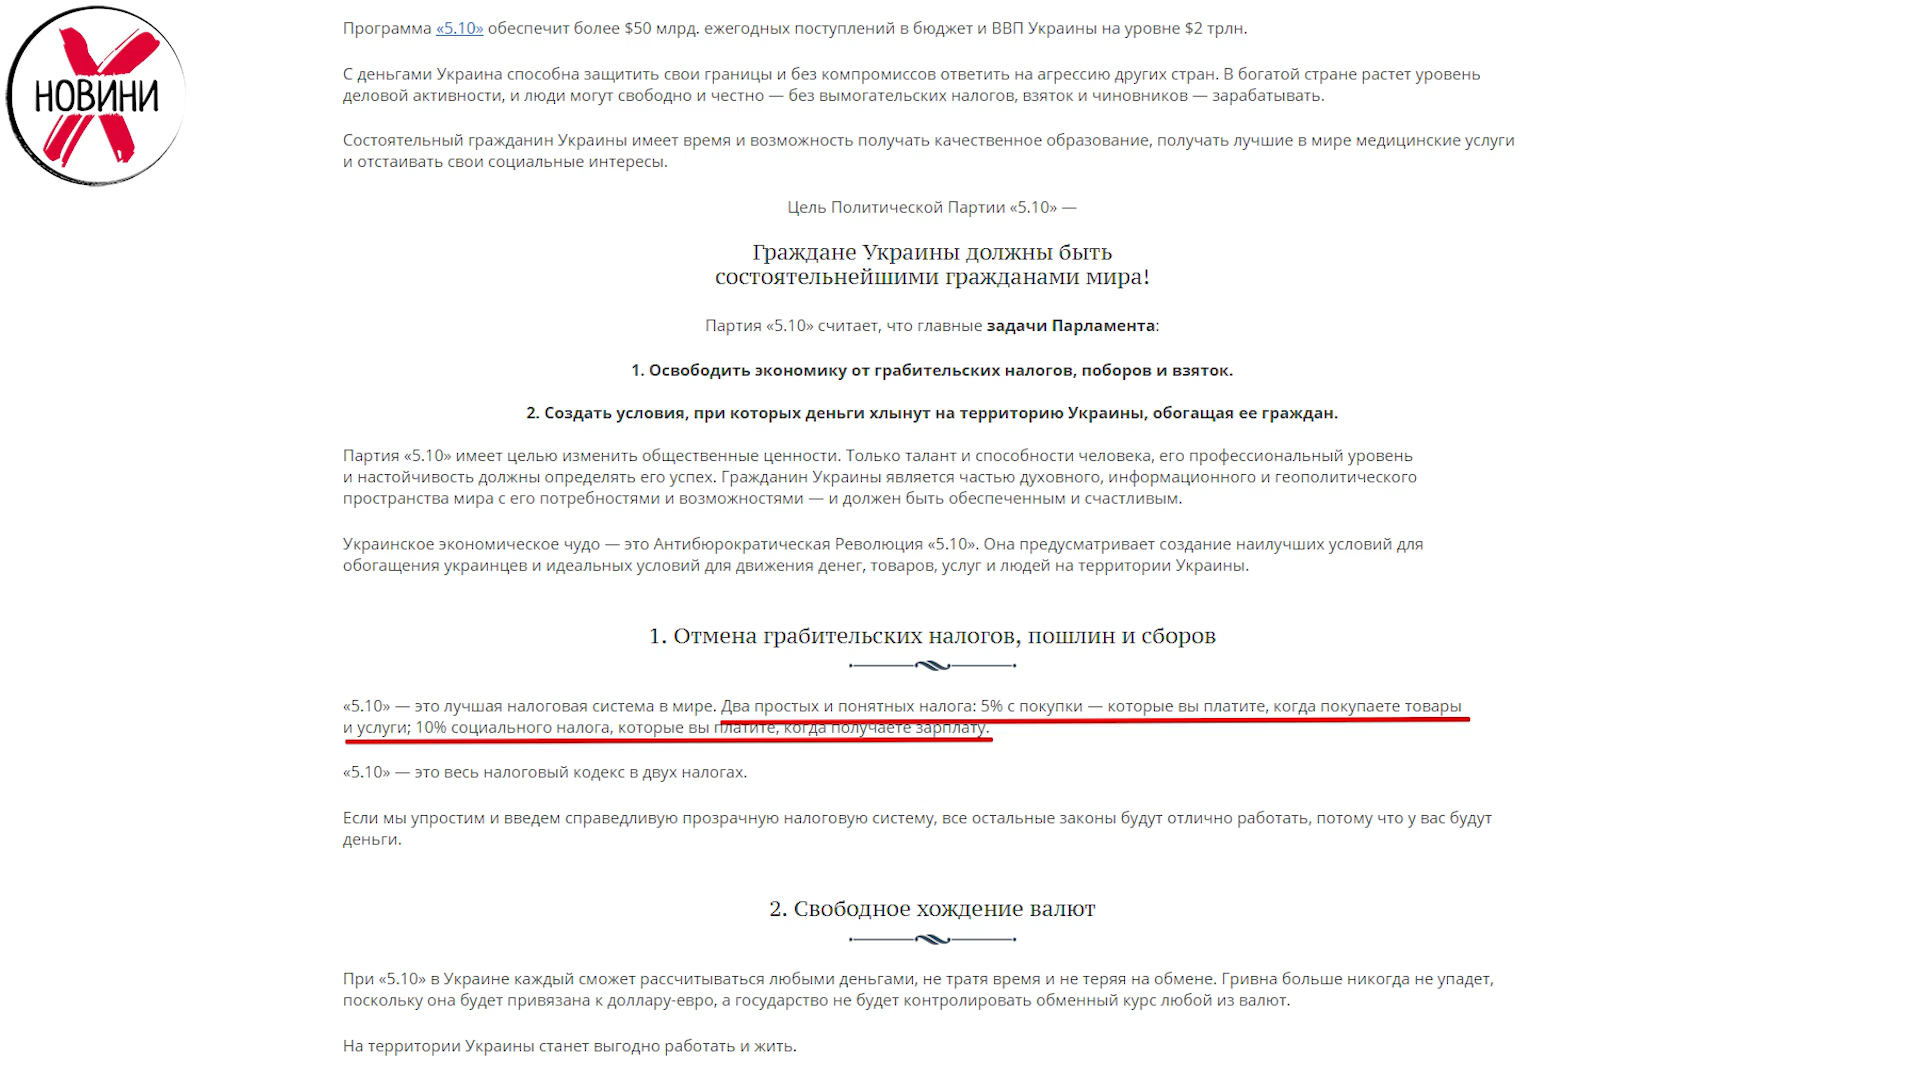 НОВИНИ
Программа «5.10» обеспечит более $50 млрд. ежегодных поступлений в бюджет и ВВП Украины на уровне $2 трлн.
С деньгами Украина способна защитить свои границы и без компромиссов ответить на агрессию других стран. В богатой стране растет уровень
деловой активности, и люди могут свободно и честно — без вымогательских налогов, взяток и чиновников — зарабатывать.
Состоятельный гражданин Украины имеет время и возможность получать качественное образование, получать лучшие в мире медицинские услуги
и отстаивать свои социальные интересы.
Цель Политической Партии «5.10» —
Граждане Украины должны быть
состоятельнейшими гражданами мира!
Партия «5.10» считает, что главные задачи Парламента:
1. Освободить экономику от грабительских налогов, поборов и взяток.
2. Создать условия, при которых деньги хлынут на территорию Украины, обогащая ее граждан.
Партия «5.10» имеет целью изменить общественные ценности. Только талант и способности человека, его профессиональный уровень
и настойчивость должны определять его успех. Гражданин Украины является частью духовного, информационного и геополитического
пространства мира с его потребностями и возможностями — и должен быть обеспеченным и счастливым.
Украинское экономическое чудо — это Антибюрократическая Революция «5.10». Она предусматривает создание наилучших условий для
обогащения украинцев и идеальных условий для движения денег, товаров, услуг и людей на территории Украины.
1. Отмена грабительских налогов, пошлин и сборов
«5.10» — это лучшая налоговая система в мире. Два простых и понятных налога: 5% с покупки — которые вы платите, когда покупаете товары
и услуги; 10% социального налога, которые вы платите, когда получаете зарплату.
«5.10» — это весь налоговый кодекс в двух налогах.
Если мы упростим и введем справедливую прозрачную налоговую систему, все остальные законы будут отлично работать, потому что у вас будут
деньги.
2. Свободное хождение валют
При «5.10» в Украине каждый сможет рассчитываться любыми деньгами, не тратя время и не теряя на обмене. Гривна больше никогда не упадет,
поскольку она будет привязана к доллару-евро, а государство не будет контролировать обменный курс любой из валют.
На территории Украины станет выгодно работать и жить.